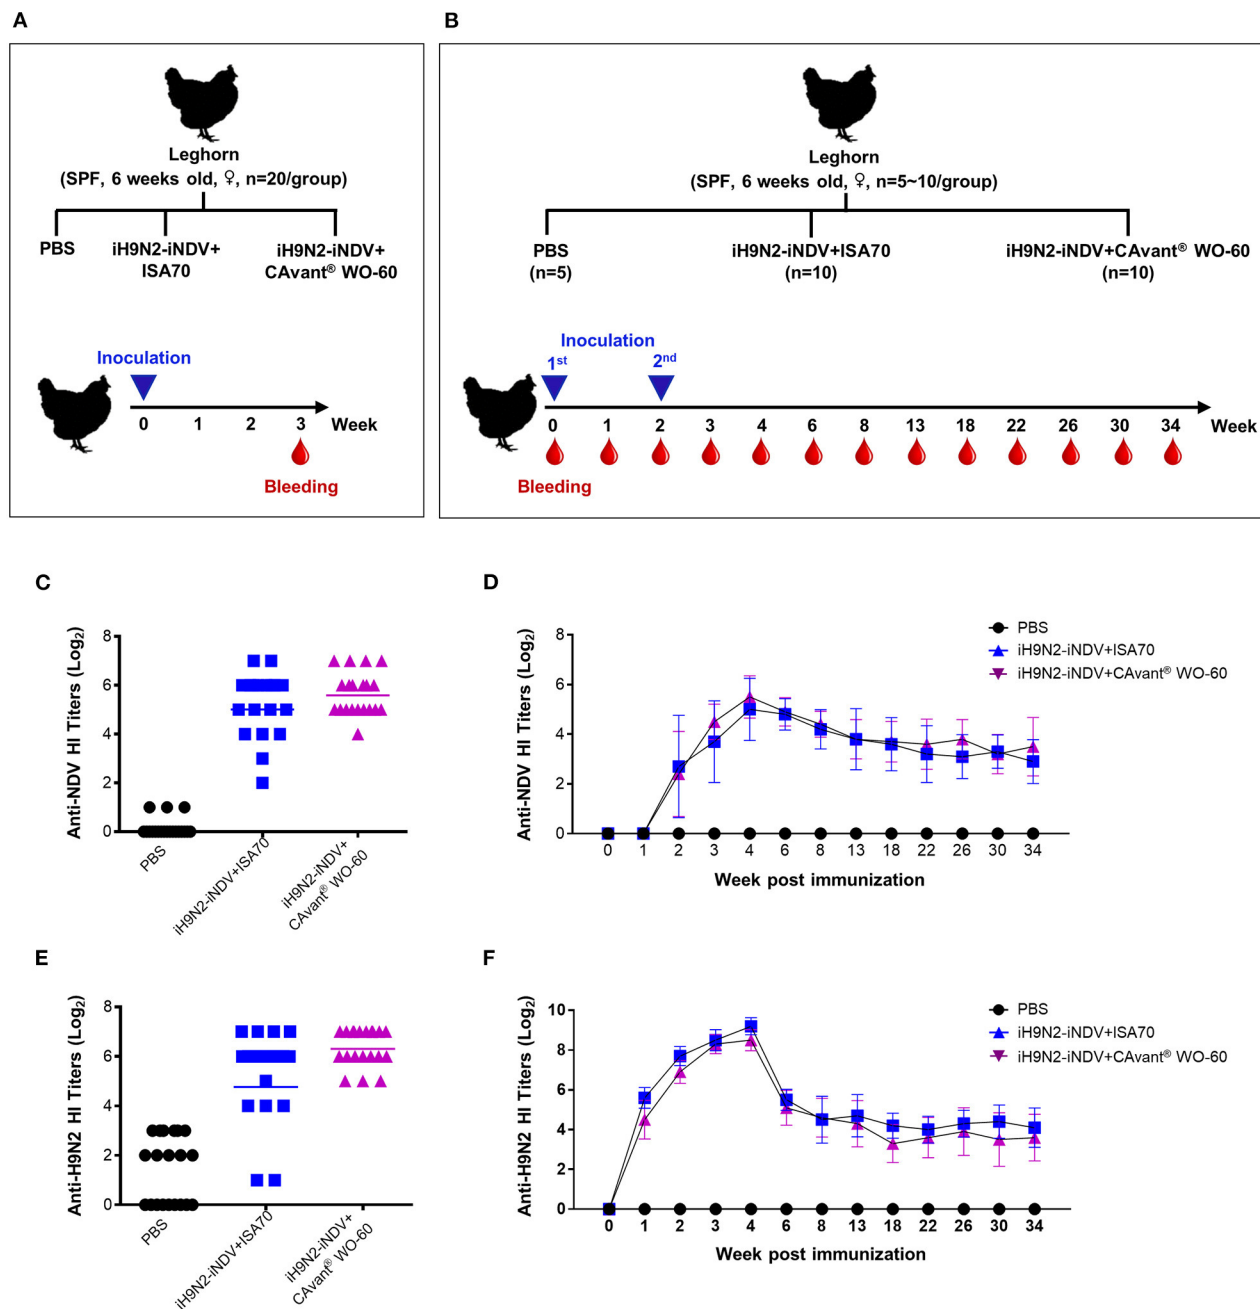 A
Leghorn
(SPF, 6 weeks old, ♀, n=20/group)
PBS
iH9N2-iNDV+
ISA70
iH9N2-iNDV+
CAvant® WO-60
Inoculation
0 1 2 3 Week
Bleeding
B
Leghorn
(SPF, 6 weeks old, ♀, n=5~10/group)
PBS
(n=5)
iH9N2-iNDV+ISA70
(n=10)
iH9N2-iNDV+CAvant® WO-60
(n=10)
Inoculation
1st 2nd
0 1 2 3 4 6 8 13 18 22 26 30 34 Week
Bleeding
C
Anti-NDV HI Titers (Log2)
8
6
4
2
0
PBS
iH9N2-iNDV+ISA70
iH9N2-iNDV+
CAvant® WO-60
D
PBS
iH9N2-iNDV+ISA70
iH9N2-iNDV+CAvant® WO-60
Anti-NDV HI Titers (Log2)
8
6
4
2
0
0 1 2 3 4 6 8 13 18 22 26 30 34
Week post immunization
E
Anti-H9N2 HI Titers (Log2)
8
6
4
2
0
PBS
iH9N2-iNDV+ISA70
iH9N2-iNDV+
CAvant® WO-60
F
PBS
iH9N2-iNDV+ISA70
iH9N2-iNDV+CAvant® WO-60
Anti-H9N2 HI Titers (Log2)
10
8
6
4
2
0
0 1 2 3 4 6 8 13 18 22 26 30 34
Week post immunization